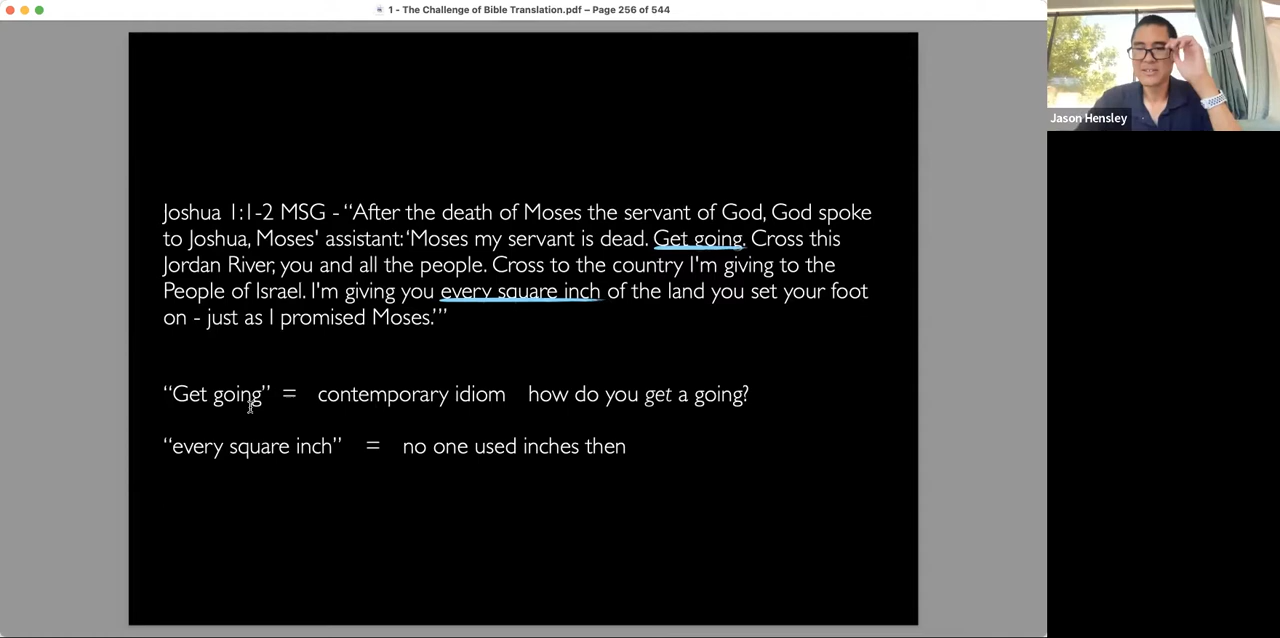 1 - The Challenge of Bible Translation.pdf – Page 256 of 544
Jason Hensley
Joshua 1:1-2 MSG - “After the death of Moses the servant of God, God spoke
to Joshua, Moses' assistant: ‘Moses my servant is dead. Get going. Cross this
Jordan River, you and all the people. Cross to the country I'm giving to the
People of Israel. I'm giving you every square inch of the land you set your foot
on - just as I promised Moses.’”
“Get going” = contemporary idiom how do you get a going?
“every square inch” = no one used inches then